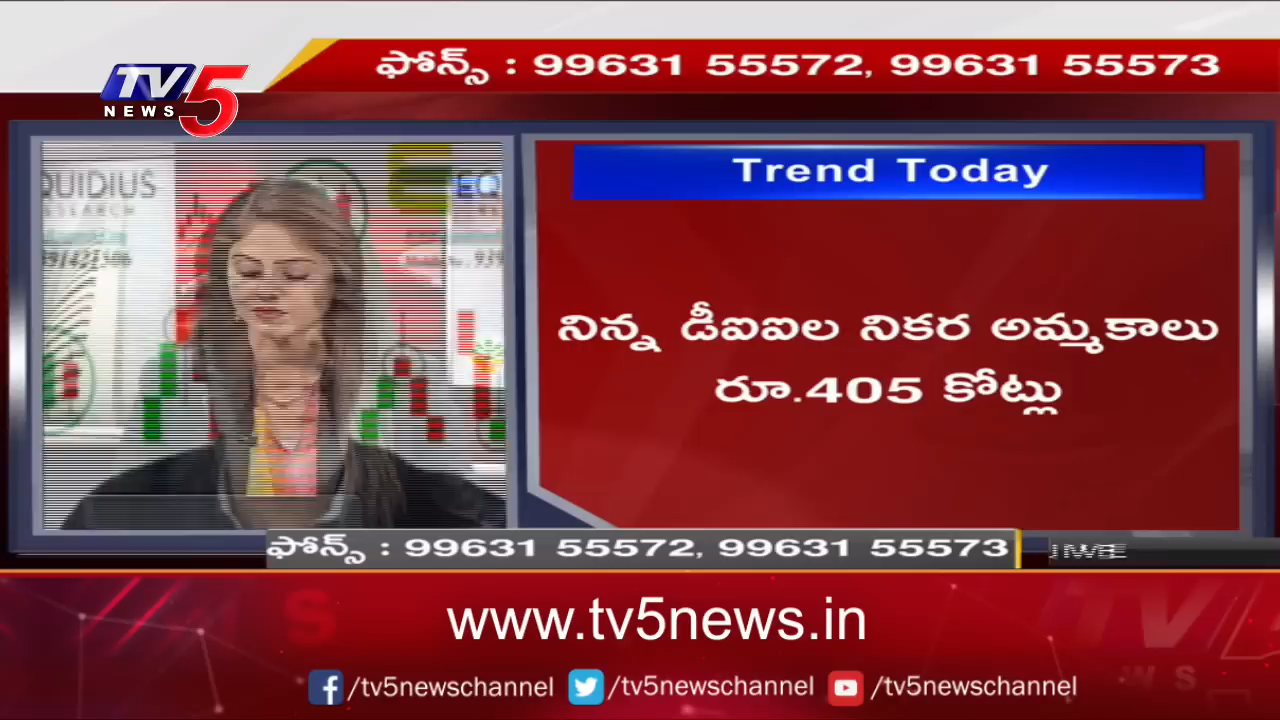 ఫోన్స్ : 99631 55572, 99631 55573
TV5
NEWS
Trend Today
QUIDIUS
నిన్న డీఐఐల నికర అమ్మకాలు
రూ.405 కోట్లు
ఫోన్స్ : 99631 55572, 99631 55573
www.tv5news.in
/tv5newschannel /tv5newschannel /tv5newschannel